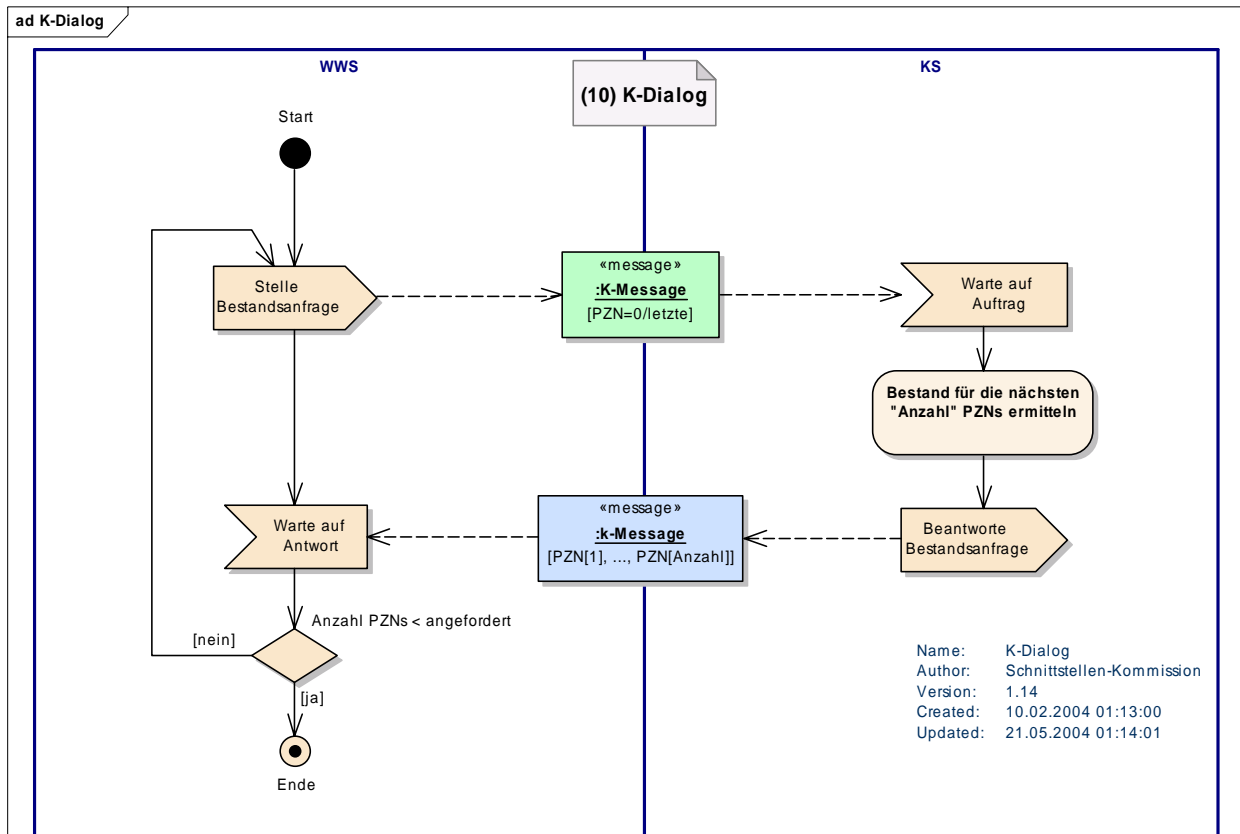 ad K-Dialog
WWS
KS
(10) K-Dialog
Start
Stelle
Bestandsanfrage
«message»
:K-Message
[PZN=0/letzte]
Warte auf
Auftrag
Bestand für die nächsten
"Anzahl" PZNs ermitteln
Warte auf
Antwort
«message»
:k-Message
[PZN[1], ..., PZN[Anzahl]]
Beantworte
Bestandsanfrage
Anzahl PZNs < angefordert
[nein]
[ja]
Ende
Name: K-Dialog
Author: Schnittstellen-Kommission
Version: 1.14
Created: 10.02.2004 01:13:00
Updated: 21.05.2004 01:14:01